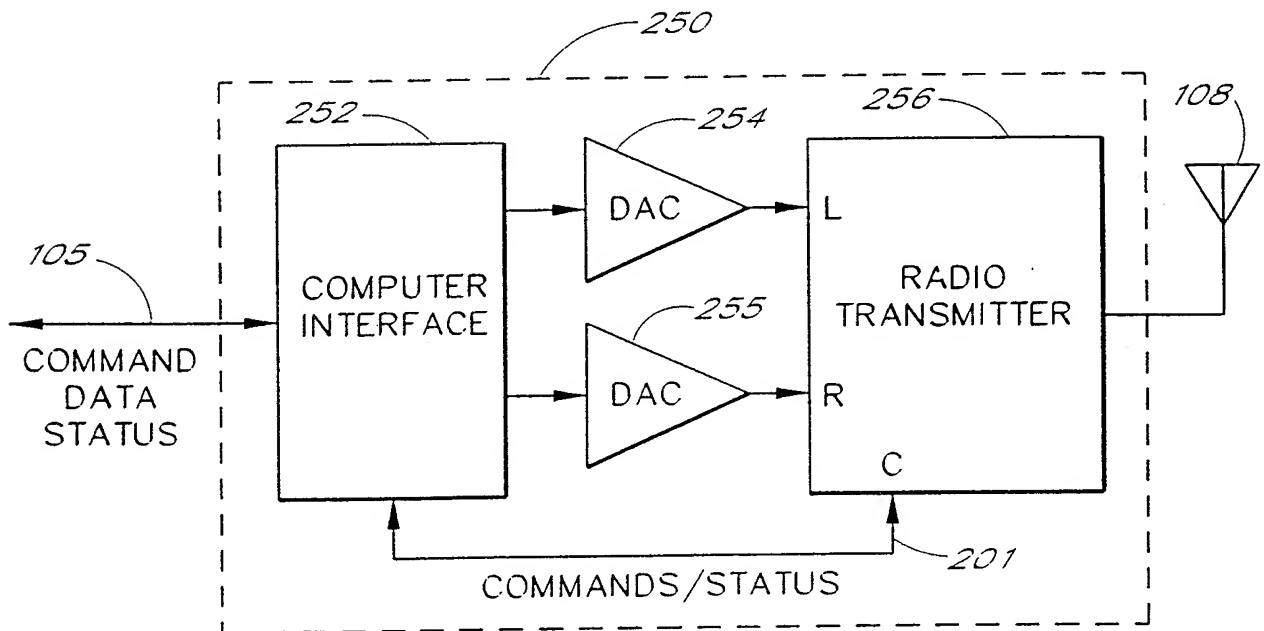 250
252
254
256
108
DAC
L
105
COMPUTER
INTERFACE
RADIO
TRANSMITTER
255
COMMAND
DATA
STATUS
DAC
R
C
201
COMMANDS/STATUS